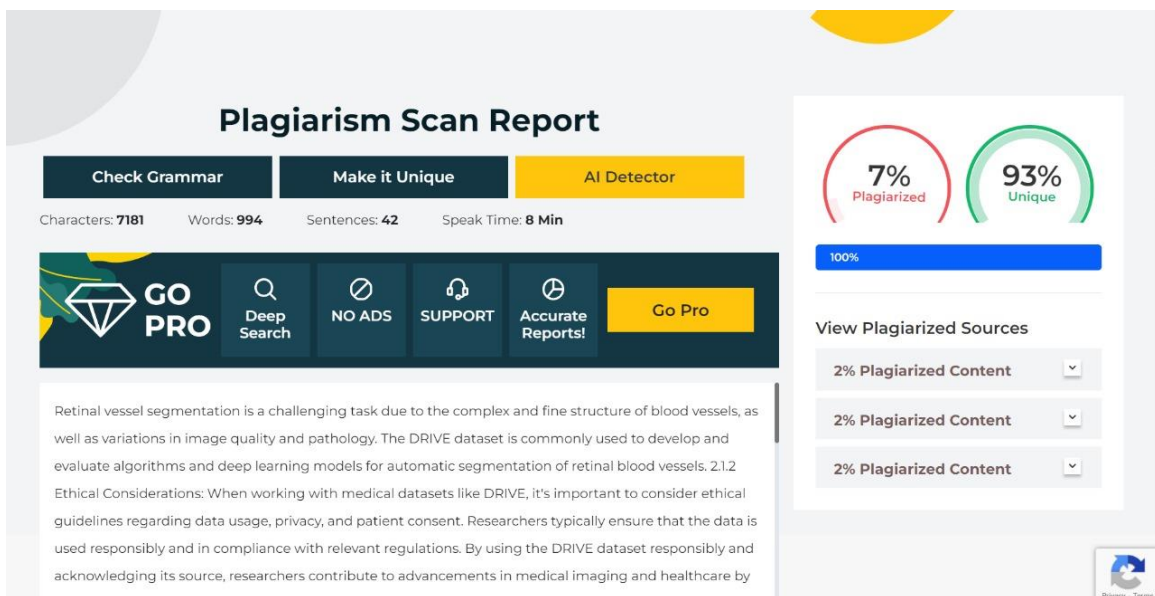 Plagiarism Scan Report
Check Grammar
Make it Unique
AI Detector
Characters: 7181 Words: 994 Sentences: 42 Speak Time: 8 Min
GO
PRO
Deep
Search
NO ADS
SUPPORT
Accurate
Reports!
Go Pro
Retinal vessel segmentation is a challenging task due to the complex and fine structure of blood vessels, as
well as variations in image quality and pathology. The DRIVE dataset is commonly used to develop and
evaluate algorithms and deep learning models for automatic segmentation of retinal blood vessels. 2.1.2
Ethical Considerations: When working with medical datasets like DRIVE, it's important to consider ethical
guidelines regarding data usage, privacy, and patient consent. Researchers typically ensure that the data is
used responsibly and in compliance with relevant regulations. By using the DRIVE dataset responsibly and
acknowledging its source, researchers contribute to advancements in medical imaging and healthcare by
7%
Plagiarized
93%
Unique
100%
View Plagiarized Sources
2% Plagiarized Content
2% Plagiarized Content
2% Plagiarized Content
Privacy - Terms